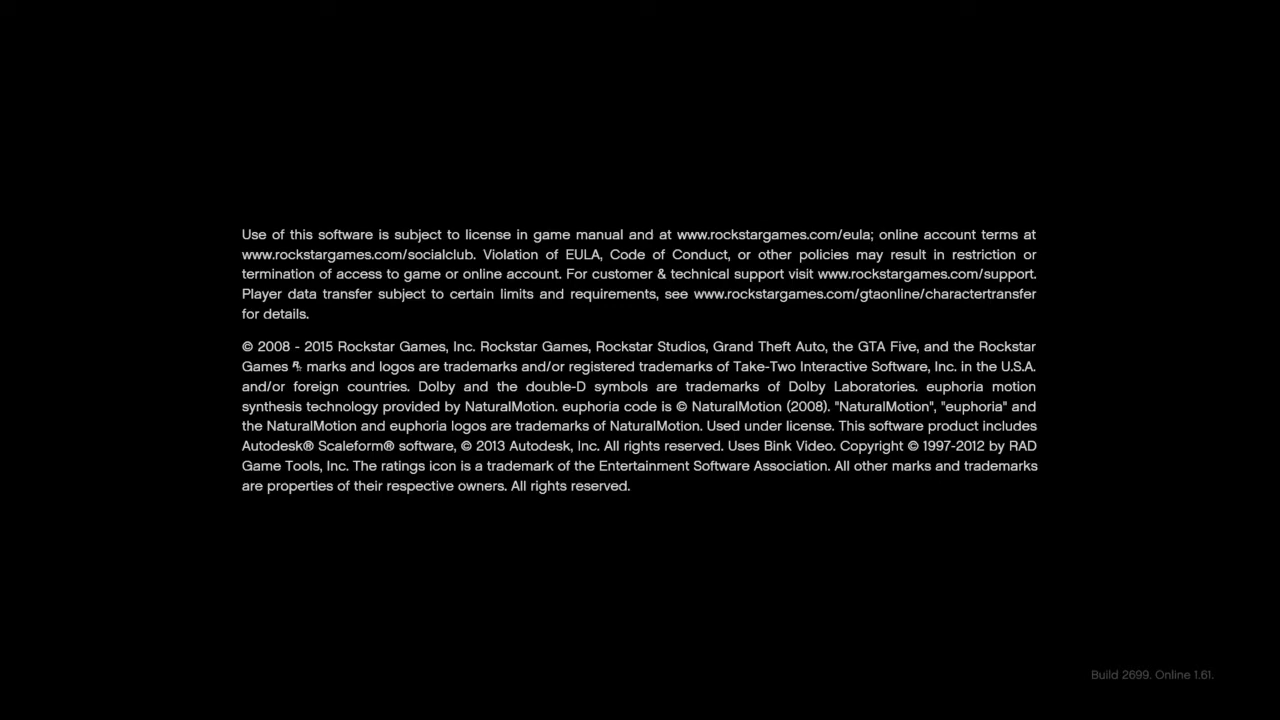 Use of this software is subject to license in game manual and at www.rockstargames.com/eula; online account terms at
www.rockstargames.com/socialclub. Violation of EULA, Code of Conduct, or other policies may result in restriction or
termination of access to game or online account. For customer & technical support visit www.rockstargames.com/support.
Player data transfer subject to certain limits and requirements, see www.rockstargames.com/gtaonline/charactertransfer
for details.
© 2008 - 2015 Rockstar Games, Inc. Rockstar Games, Rockstar Studios, Grand Theft Auto, the GTA Five, and the Rockstar
Games R* marks and logos are trademarks and/or registered trademarks of Take-Two Interactive Software, Inc. in the U.S.A.
and/or foreign countries. Dolby and the double-D symbols are trademarks of Dolby Laboratories. euphoria motion
synthesis technology provided by NaturalMotion. euphoria code is © NaturalMotion (2008). "NaturalMotion", "euphoria" and
the NaturalMotion and euphoria logos are trademarks of NaturalMotion. Used under license. This software product includes
Autodesk® Scaleform® software, © 2013 Autodesk, Inc. All rights reserved. Uses Bink Video. Copyright © 1997-2012 by RAD
Game Tools, Inc. The ratings icon is a trademark of the Entertainment Software Association. All other marks and trademarks
are properties of their respective owners. All rights reserved.
Build 2699. Online 1.61.